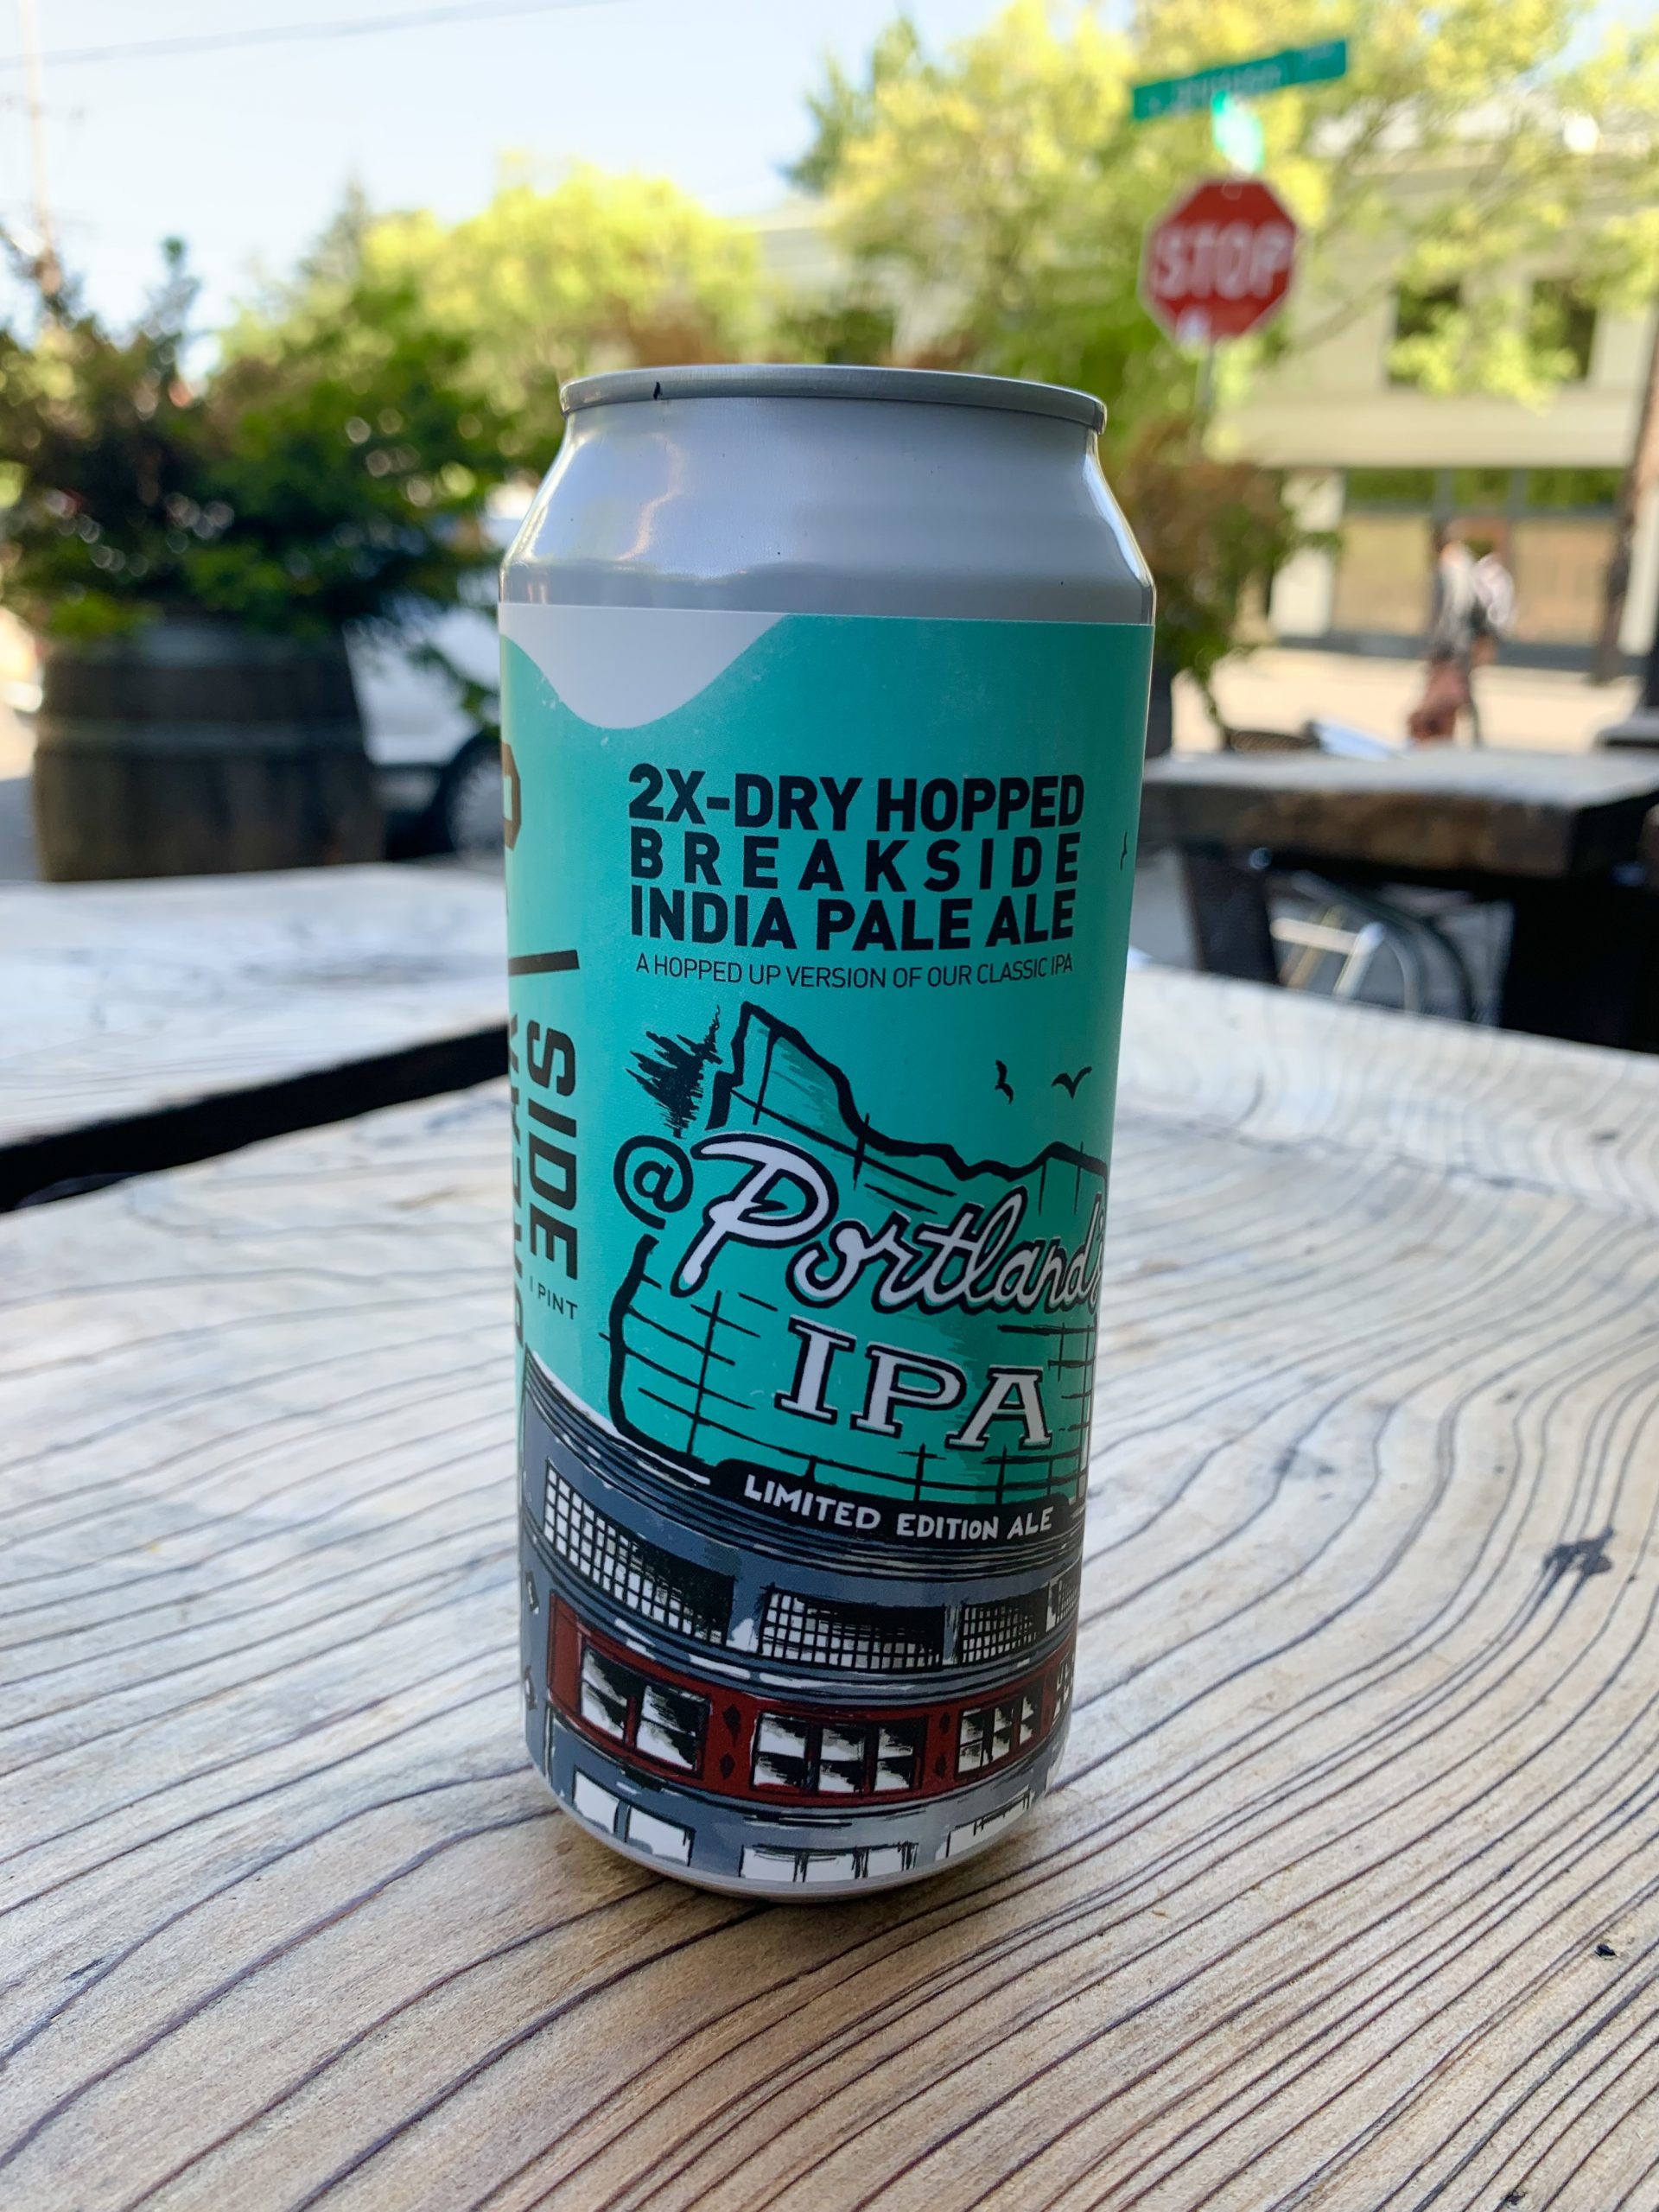 STOP
2X-DRY HOPPED
BREAKSIDE
INDIA PALE ALE
A HOPPED UP VERSION OF OUR CLASSIC IPA
@Portland's
IPA
LIMITED EDITION ALE
SIDE
1 PINT